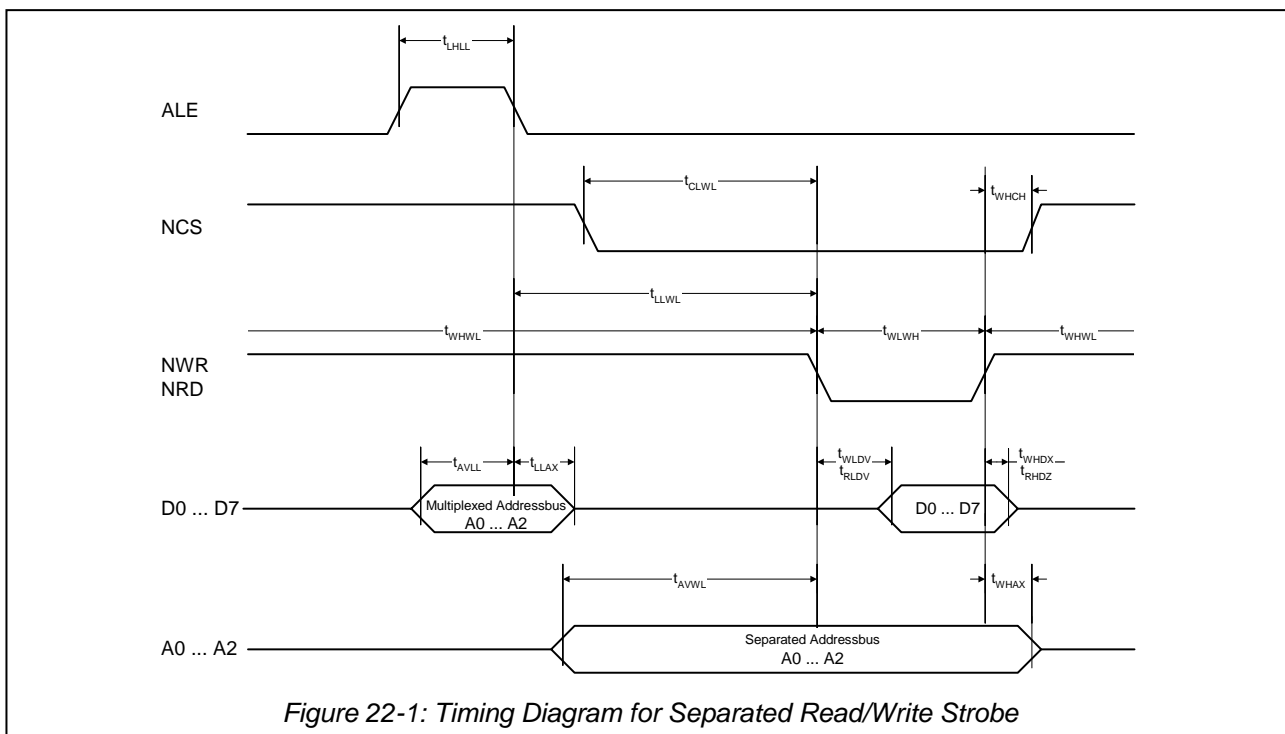 tLHLL
ALE
tCLWL
tWHCH
NCS
tLLWL
tWHWL
tWLWH
tWHWL
NWR
NRD
tAVLL
tLLAX
tWLDV
tRLDV
tWHDX
tRHDZ
D0 ... D7
Multiplexed Addressbus
A0 ... A2
D0 ... D7
tAVWL
tWHAX
A0 ... A2
Separated Addressbus
A0 ... A2
Figure 22-1: Timing Diagram for Separated Read/Write Strobe